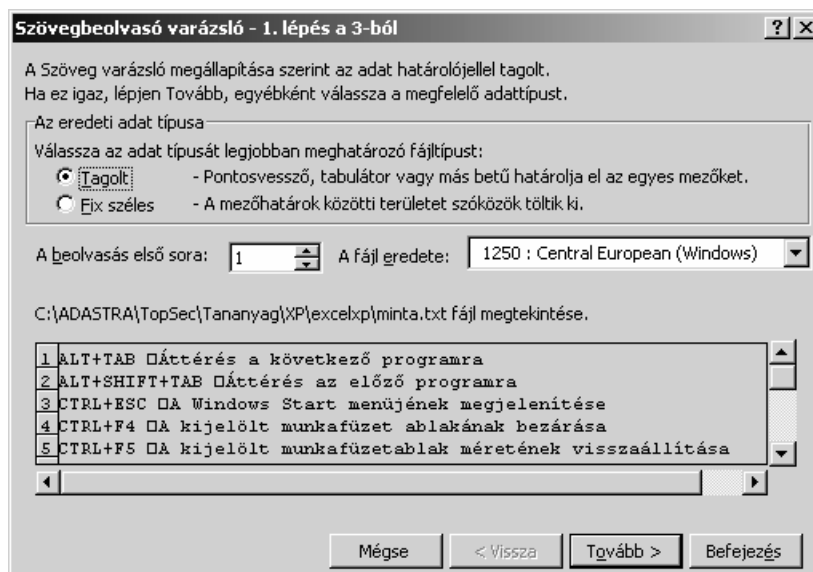 Szövegbeolvasó varázsló - 1. lépés a 3-ból
A Szöveg varázsló megállapítása szerint az adat határolójellel tagolt.
Ha ez igaz, lépjen Tovább, egyébként válassza a megfelelő adattípust.
Az eredeti adat típusa
Válassza az adat típusát legjobban meghatározó fájltípust:
Tagolt - Pontosvessző, tabulátor vagy más betű határolja el az egyes mezőket.
Fix széles - A mezőhatárok közötti területet szóközök töltik ki.
A beolvasás első sora: 1 A fájl eredete: 1250 : Central European (Windows)
C:\ADASTRA\TopSec\Tananyag\XP\excelxp\minta.txt fájl megtekintése.
1 ALT+TAB □Áttérés a következő programra
2 ALT+SHIFT+TAB □Áttérés az előző programra
3 CTRL+ESC □A Windows Start menüjének megjelenítése
4 CTRL+F4 □A kijelölt munkafüzet ablakának bezárása
5 CTRL+F5 □A kijelölt munkafüzetablak méretének visszaállítása
Mégse < Vissza Tovább > Befejezés